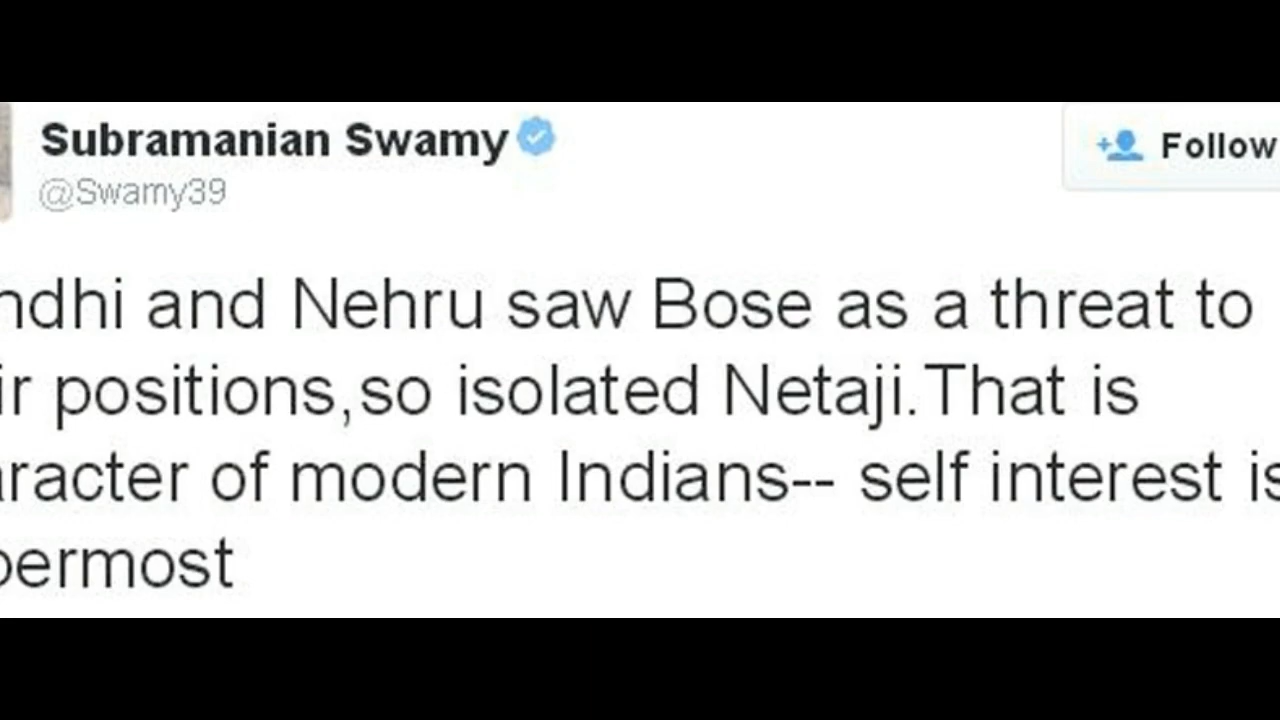 Subramanian Swamy
@Swamy39
Follow
ndhi and Nehru saw Bose as a threat to
ir positions,so isolated Netaji.That is
aracter of modern Indians-- self interest is
permost